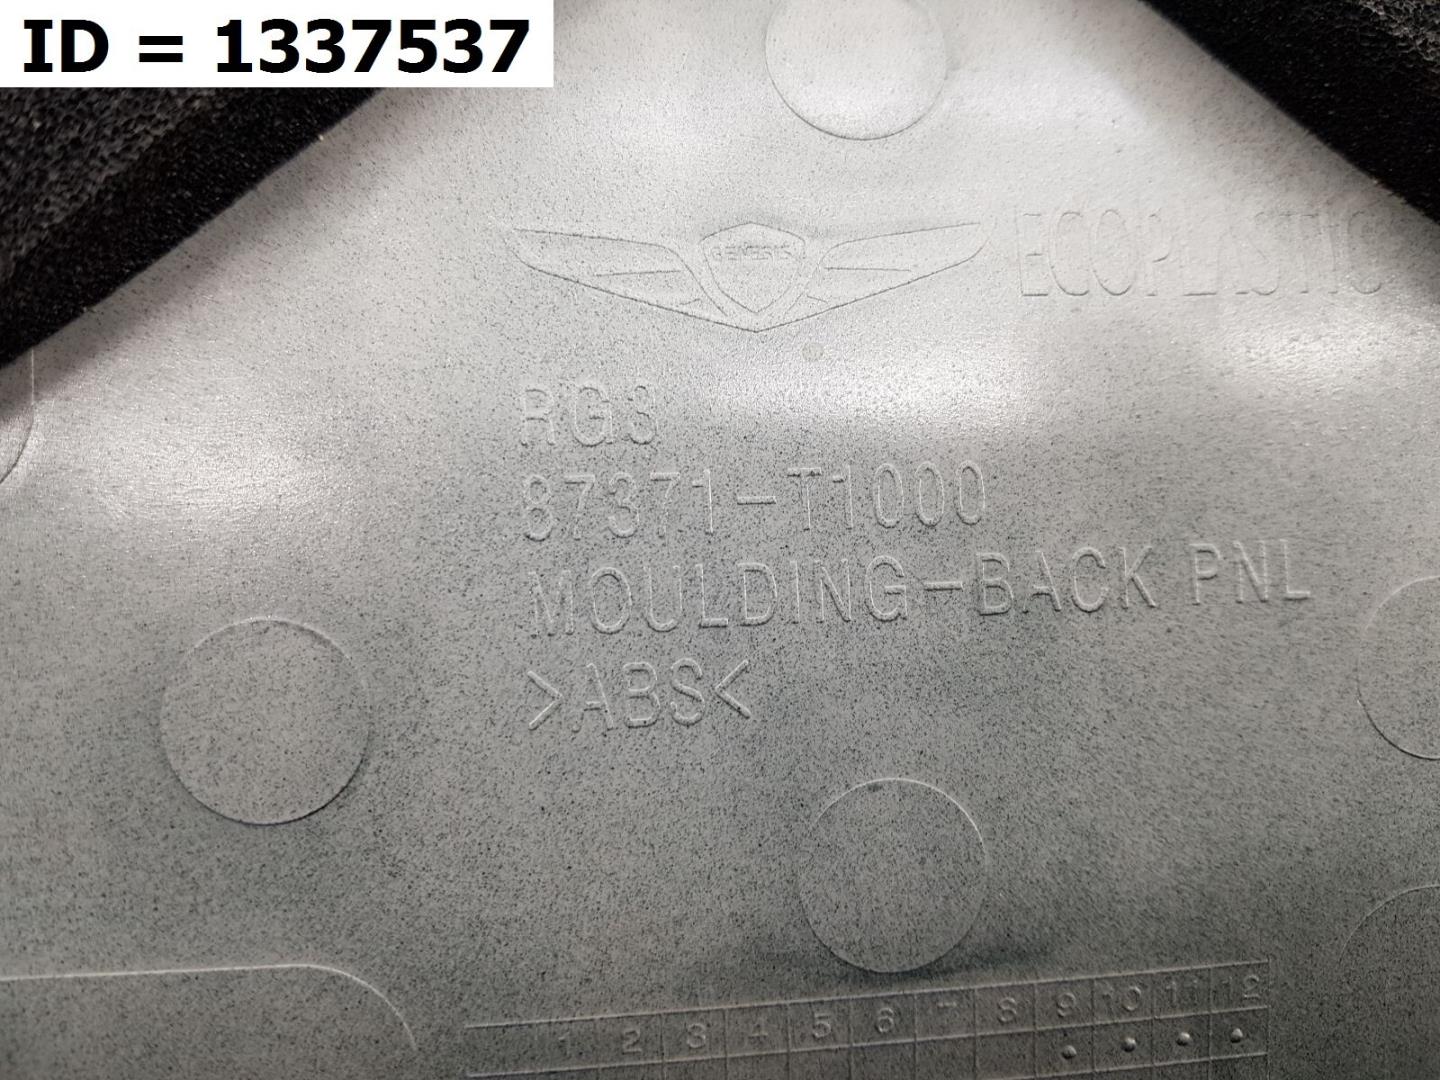 ID = 1337537
GENESIS
ECOPLASTIC
RG3
87371-T1000
MOULDING-BACK PNL
>ABS<
1 2 3 4 5 6 7 8 9 10 11 12